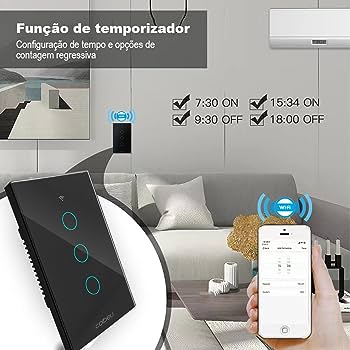 Função de temporizador
Configuração de tempo e opções de
contagem regressiva
7:30 ON
15:34 ON
9:30 OFF
18:00 OFF
WiFi